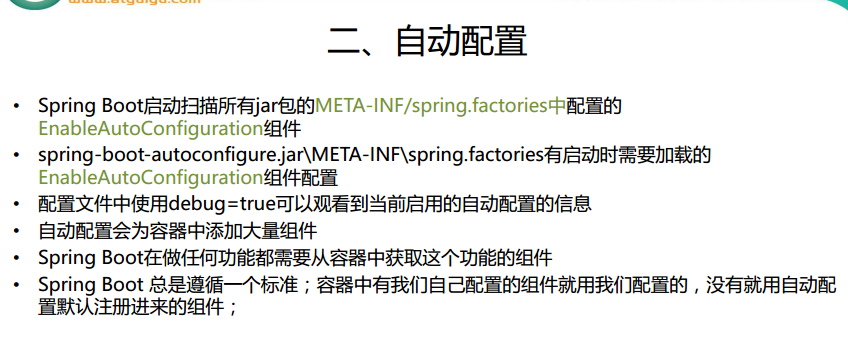 www.atguigu.com
二、自动配置
• Spring Boot启动扫描所有jar包的META-INF/spring.factories中配置的
EnableAutoConfiguration组件
• spring-boot-autoconfigure.jar\META-INF\spring.factories有启动时需要加载的
EnableAutoConfiguration组件配置
• 配置文件中使用debug=true可以观看到当前启用的自动配置的信息
• 自动配置会为容器中添加大量组件
• Spring Boot在做任何功能都需要从容器中获取这个功能的组件
• Spring Boot 总是遵循一个标准；容器中有我们自己配置的组件就用我们配置的，没有就用自动配
置默认注册进来的组件；